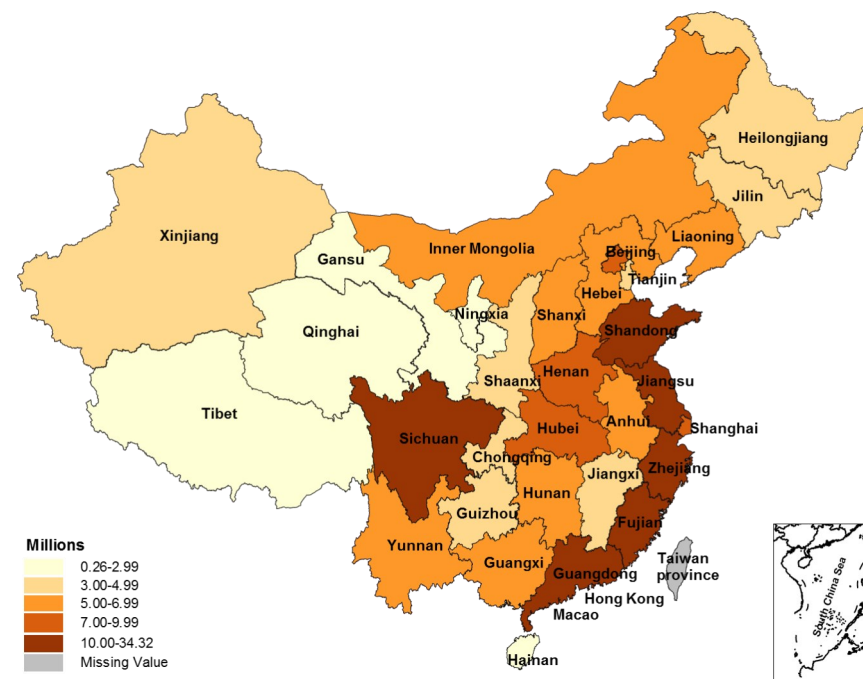 Heilongjiang
Jilin
Xinjiang
Liaoning
Inner Mongolia
Beijing
Gansu
Tianjin
Hebei
Ningxia
Shanxi
Qinghai
Shandong
Henan
Shaanxi
Jiangsu
Tibet
Anhui
Shanghai
Hubei
Sichuan
Chongqing
Zhejiang
Jiangxi
Hunan
Guizhou
Fujian
Yunnan
Guangxi
Taiwan
province
Guangdong
Hong Kong
Macao
Hainan
South China Sea
Millions
0.26-2.99
3.00-4.99
5.00-6.99
7.00-9.99
10.00-34.32
Missing Value